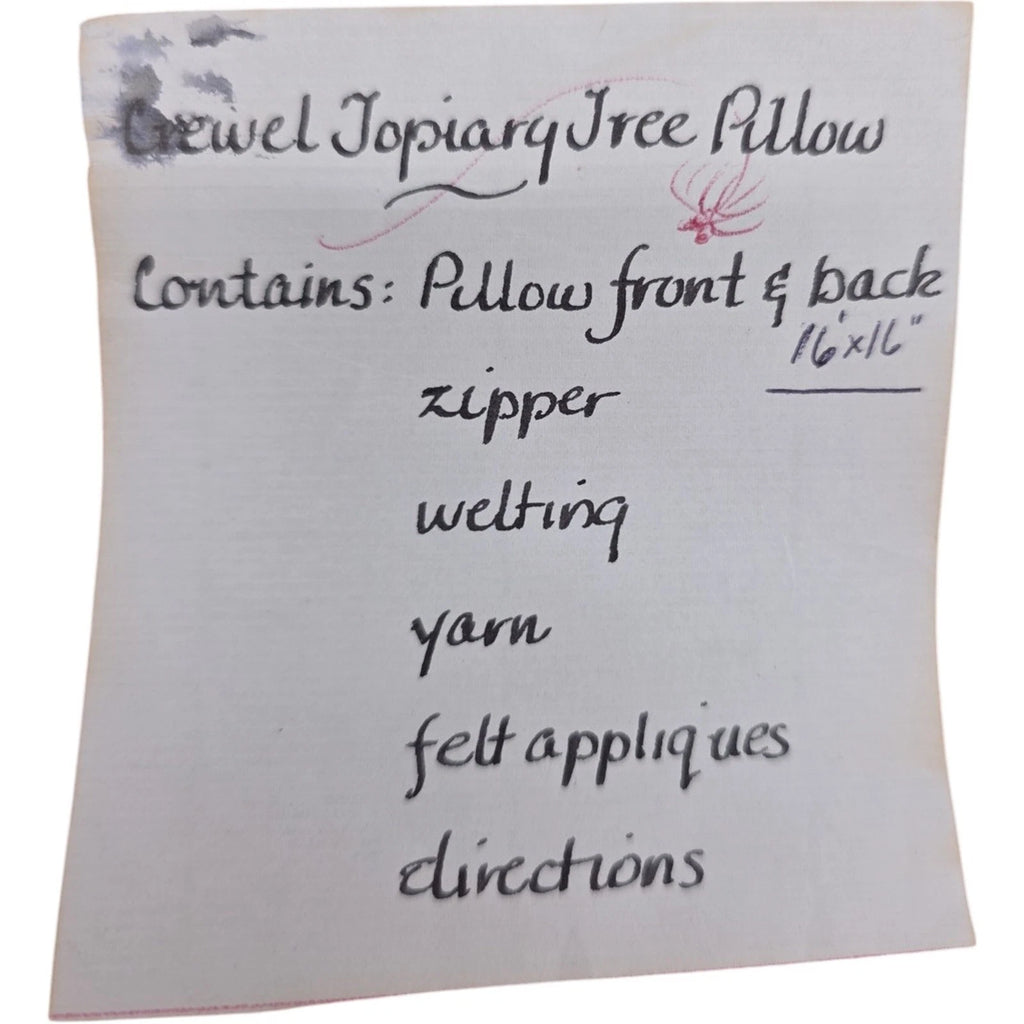 Crewel Topiary Tree Pillow
Contains: Pillow front & back
16"x16"
zipper
welting
yarn
felt appliques
directions